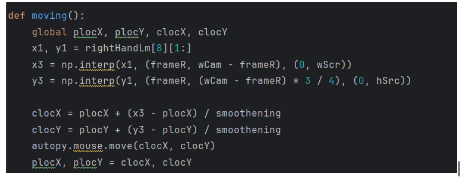 def moving():
    global plocX, plocY, clocX, clocY
    x1, y1 = rightHandLm[8][1:]
    x3 = np.interp(x1, (frameR, wCam - frameR), (0, wScr))
    y3 = np.interp(y1, (frameR, (wCam - frameR) * 3 / 4), (0, hSrc))

    clocX = plocX + (x3 - plocX) / smoothening
    clocY = plocY + (y3 - plocY) / smoothening
    autopy.mouse.move(clocX, clocY)
    plocX, plocY = clocX, clocY